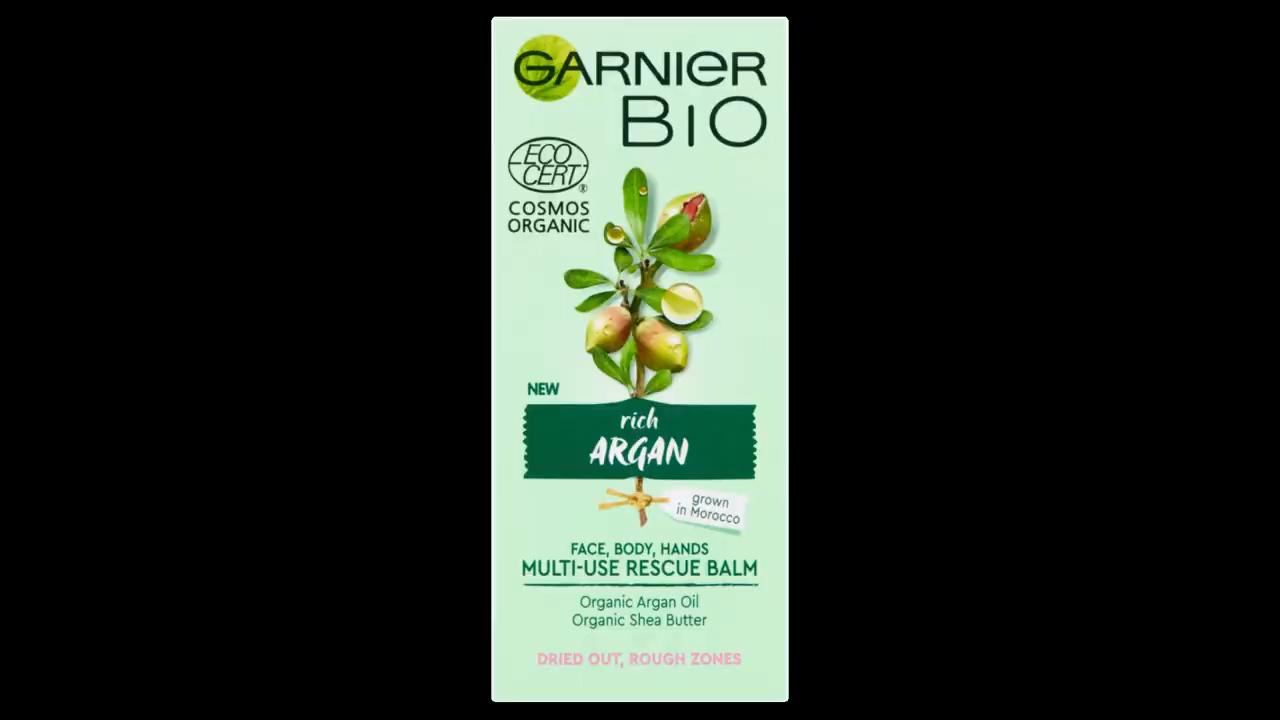 GARNIER
BIO
ECO
CERT®
COSMOS
ORGANIC
NEW
rich
ARGAN
grown
in Morocco
FACE, BODY, HANDS
MULTI-USE RESCUE BALM
Organic Argan Oil
Organic Shea Butter
DRIED OUT, ROUGH ZONES